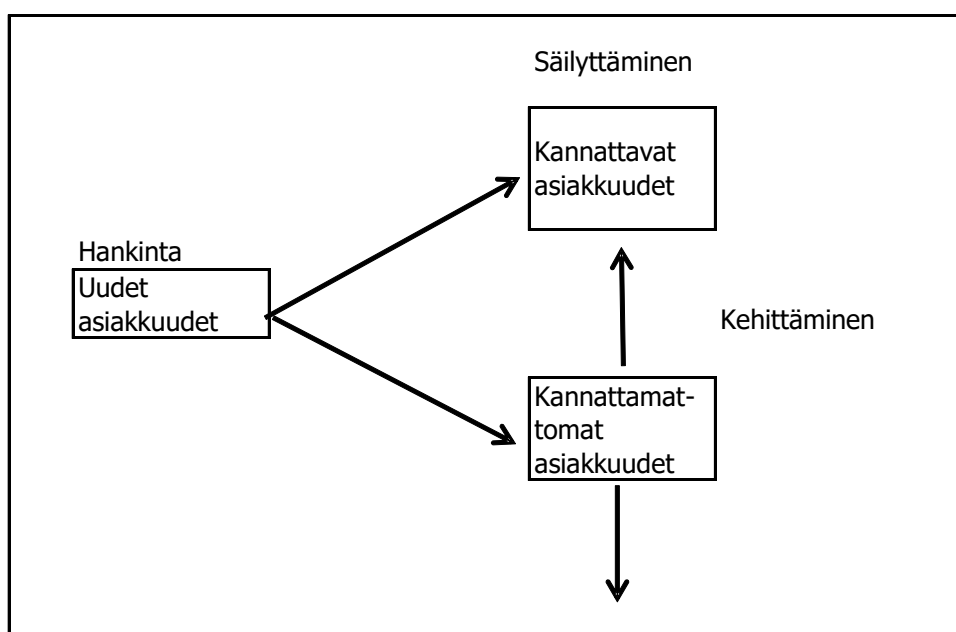 Säilyttäminen
Kannattavat
asiakkuudet
Hankinta
Uudet
asiakkuudet
Kehittäminen
Kannattamat-
tomat
asiakkuudet